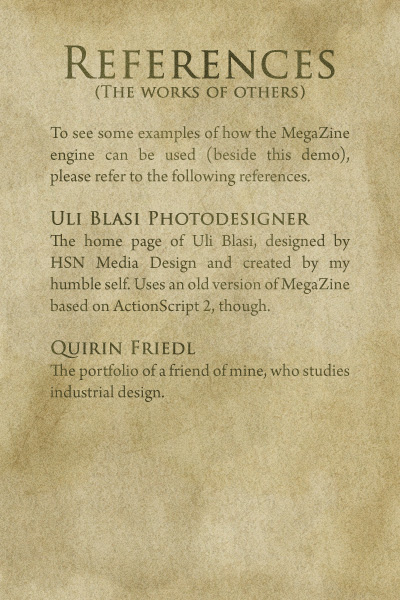 References
(The works of others)
To see some examples of how the MegaZine
engine can be used (beside this demo),
please refer to the following references.
Uli Blasi Photodesigner
The home page of Uli Blasi, designed by
HSN Media Design and created by my
humble self. Uses an old version of MegaZine
based on ActionScript 2, though.
Quirin Friedl
The portfolio of a friend of mine, who studies
industrial design.